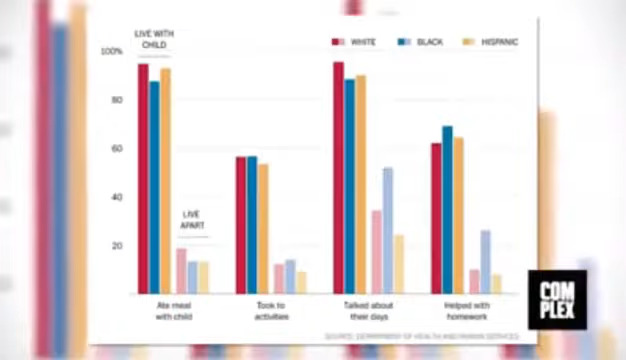 LIVE WITH
CHILD
WHITE
BLACK
HISPANIC
100%
80
60
40
20
LIVE
APART
Ate meal
with child
Took to
activities
Talked about
their days
Helped with
homework
SOURCE: DEPARTMENT OF HEALTH AND HUMAN SERVICES
COM
PLEX